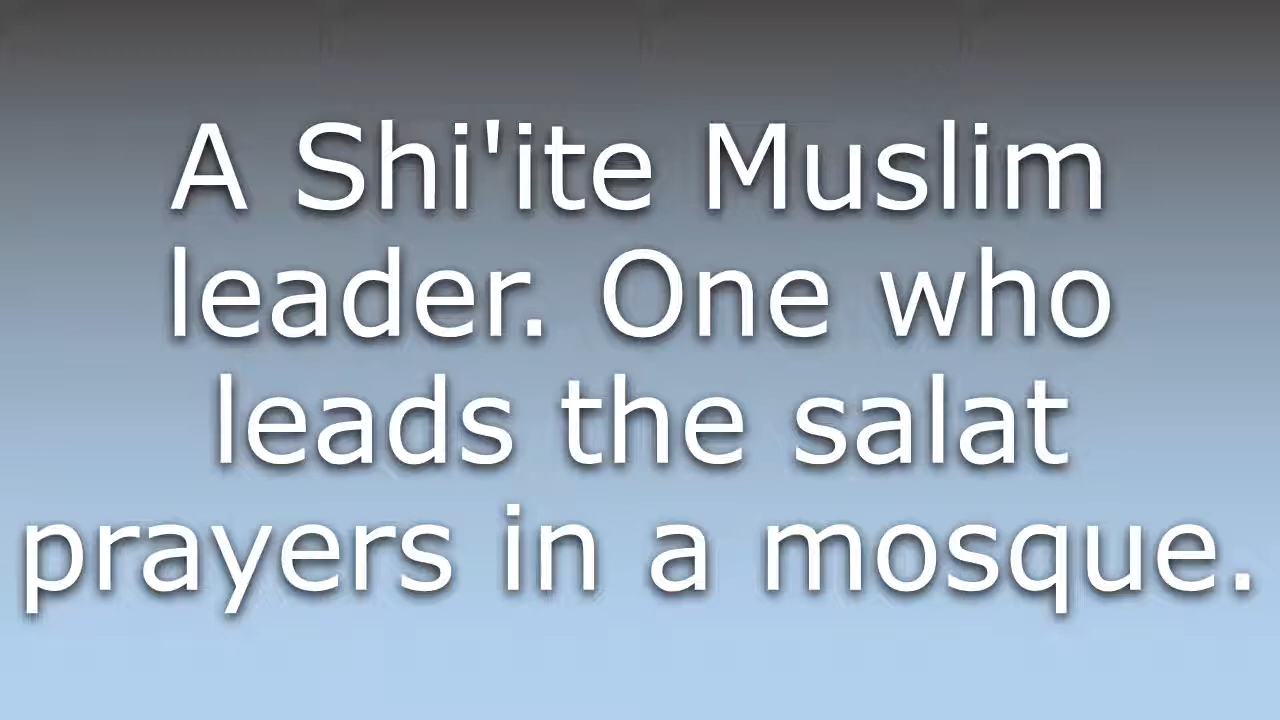 A Shi'ite Muslim
leader. One who
leads the salat
prayers in a mosque.